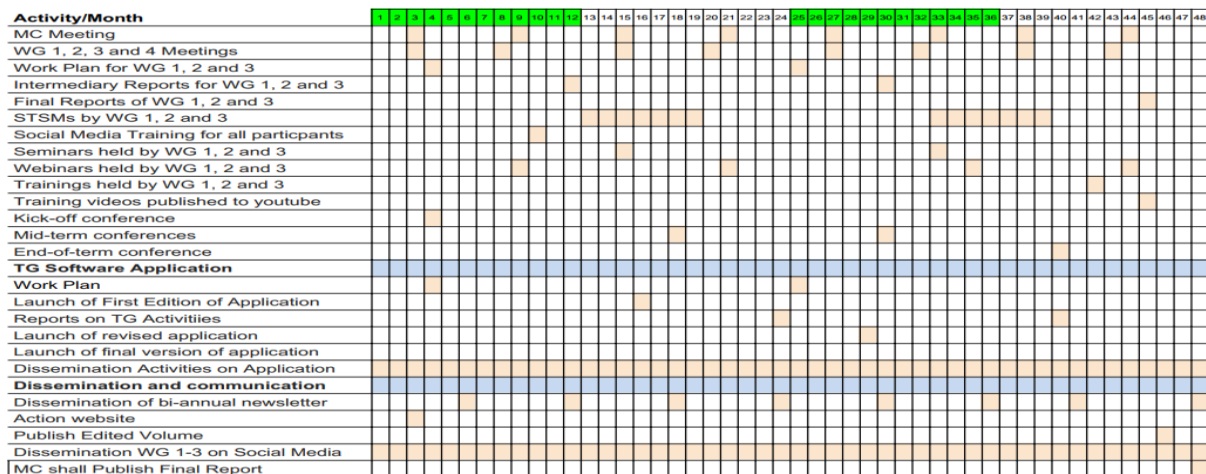 Activity/Month 1 2 3 4 5 6 7 8 9 10 11 12 13 14 15 16 17 18 19 20 21 22 23 24 25 26 27 28 29 30 31 32 33 34 35 36 37 38 39 40 41 42 43 44 45 46 47 48
MC Meeting
WG 1, 2, 3 and 4 Meetings
Work Plan for WG 1, 2 and 3
Intermediary Reports for WG 1, 2 and 3
Final Reports of WG 1, 2 and 3
STSMs by WG 1, 2 and 3
Social Media Training for all particpants
Seminars held by WG 1, 2 and 3
Webinars held by WG 1, 2 and 3
Trainings held by WG 1, 2 and 3
Training videos published to youtube
Kick-off conference
Mid-term conferences
End-of-term conference
TG Software Application
Work Plan
Launch of First Edition of Application
Reports on TG Activitiies
Launch of revised application
Launch of final version of application
Dissemination Activities on Application
Dissemination and communication
Dissemination of bi-annual newsletter
Action website
Publish Edited Volume
Dissemination WG 1-3 on Social Media
MC shall Publish Final Report